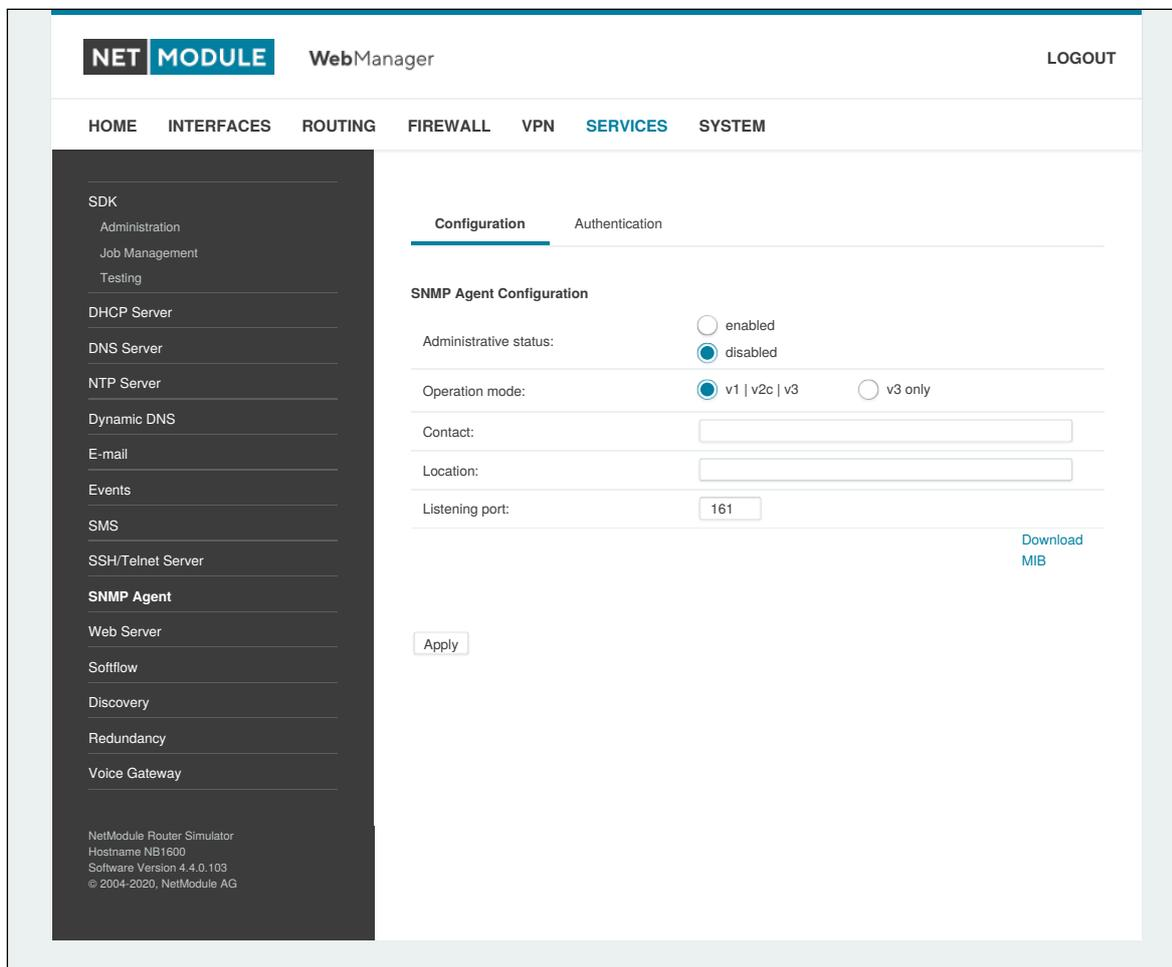 NET MODULE WebManager LOGOUT
HOME INTERFACES ROUTING FIREWALL VPN SERVICES SYSTEM
SDK
Administration
Job Management
Testing
DHCP Server
DNS Server
NTP Server
Dynamic DNS
E-mail
Events
SMS
SSH/Telnet Server
SNMP Agent
Web Server
Softflow
Discovery
Redundancy
Voice Gateway
NetModule Router Simulator
Hostname NB1600
Software Version 4.4.0.103
© 2004-2020, NetModule AG
Configuration Authentication
SNMP Agent Configuration
Administrative status:
enabled
disabled
Operation mode: v1 | v2c | v3 v3 only
Contact:
Location:
Listening port: 161
Download
MIB
Apply